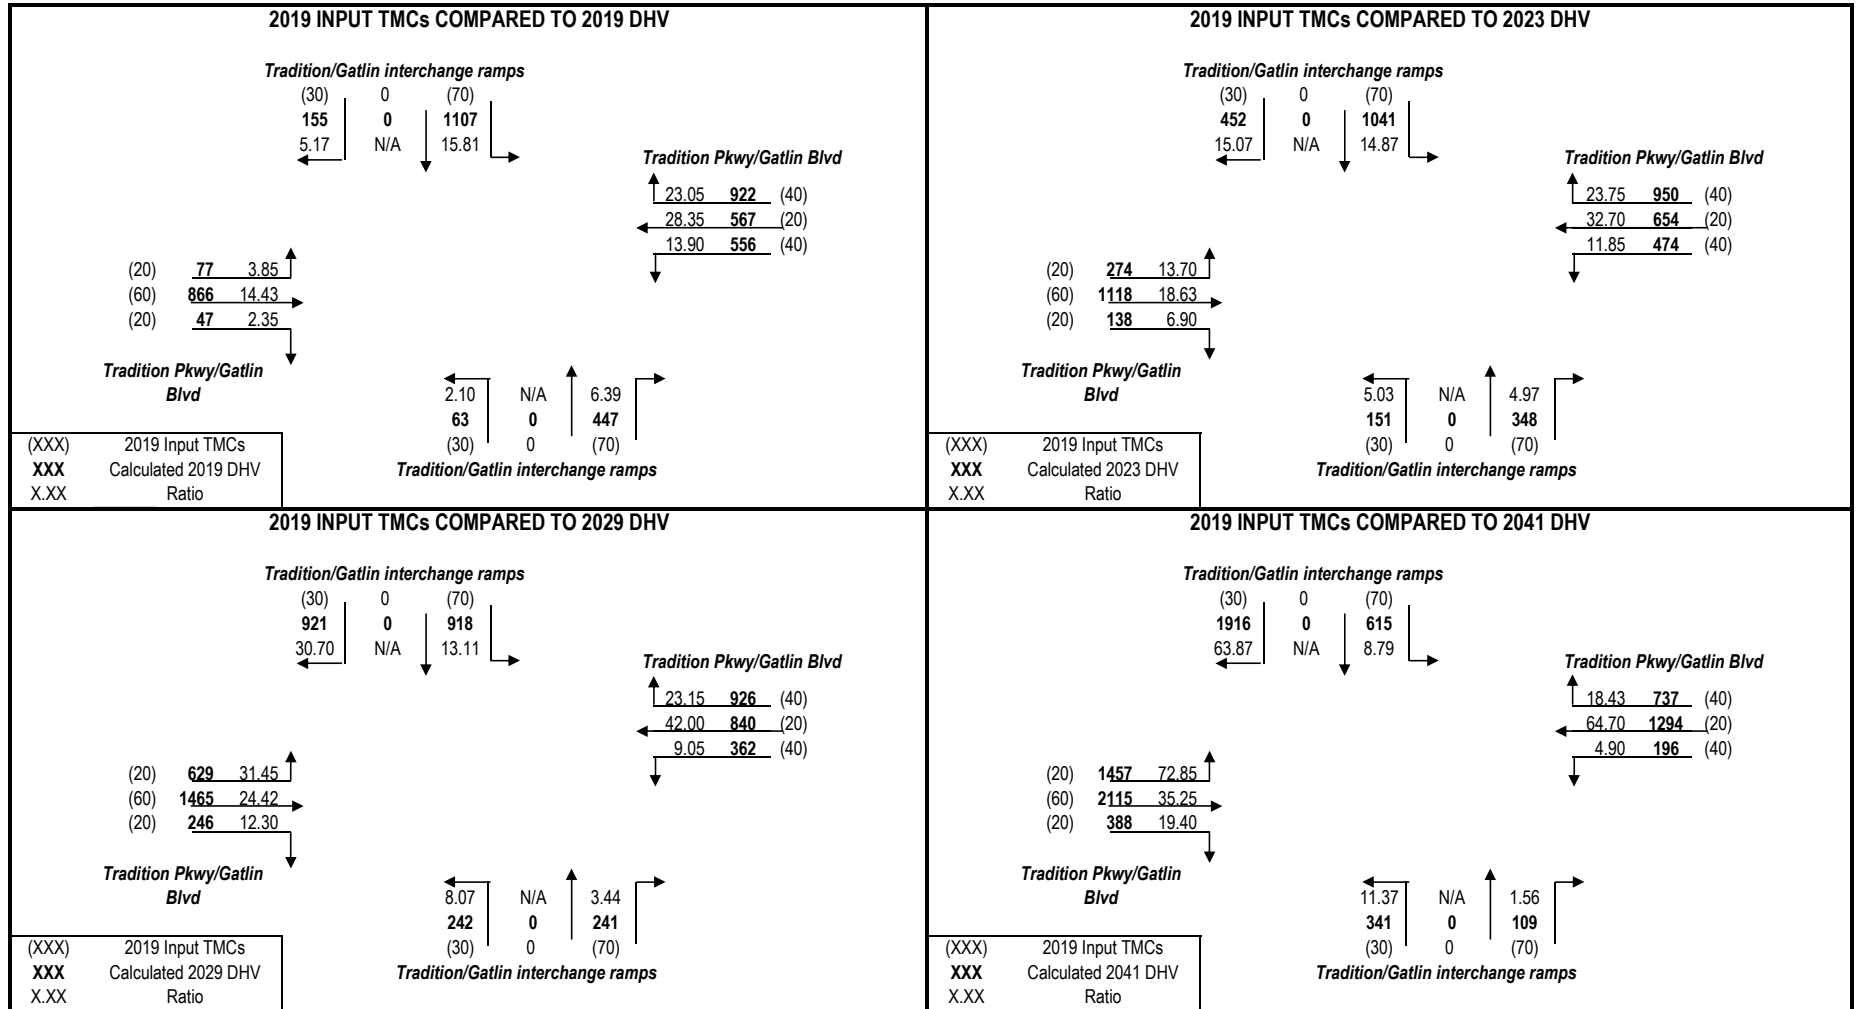 2019 INPUT TMCs COMPARED TO 2019 DHV
Tradition/Gatlin interchange ramps
(30) 0 (70)
155 0 1107
5.17 N/A 15.81
Tradition Pkwy/Gatlin Blvd
23.05 922 (40)
28.35 567 (20)
13.90 556 (40)
(20) 77 3.85
(60) 866 14.43
(20) 47 2.35
Tradition Pkwy/Gatlin
Blvd
2.10 N/A 6.39
63 0 447
(30) 0 (70)
Tradition/Gatlin interchange ramps
(XXX) 2019 Input TMCs
XXX Calculated 2019 DHV
X.XX Ratio
2019 INPUT TMCs COMPARED TO 2023 DHV
Tradition/Gatlin interchange ramps
(30) 0 (70)
452 0 1041
15.07 N/A 14.87
Tradition Pkwy/Gatlin Blvd
23.75 950 (40)
32.70 654 (20)
11.85 474 (40)
(20) 274 13.70
(60) 1118 18.63
(20) 138 6.90
Tradition Pkwy/Gatlin
Blvd
5.03 N/A 4.97
151 0 348
(30) 0 (70)
Tradition/Gatlin interchange ramps
(XXX) 2019 Input TMCs
XXX Calculated 2023 DHV
X.XX Ratio
2019 INPUT TMCs COMPARED TO 2029 DHV
Tradition/Gatlin interchange ramps
(30) 0 (70)
921 0 918
30.70 N/A 13.11
Tradition Pkwy/Gatlin Blvd
23.15 926 (40)
42.00 840 (20)
9.05 362 (40)
(20) 629 31.45
(60) 1465 24.42
(20) 246 12.30
Tradition Pkwy/Gatlin
Blvd
8.07 N/A 3.44
242 0 241
(30) 0 (70)
Tradition/Gatlin interchange ramps
(XXX) 2019 Input TMCs
XXX Calculated 2029 DHV
X.XX Ratio
2019 INPUT TMCs COMPARED TO 2041 DHV
Tradition/Gatlin interchange ramps
(30) 0 (70)
1916 0 615
63.87 N/A 8.79
Tradition Pkwy/Gatlin Blvd
18.43 737 (40)
64.70 1294 (20)
4.90 196 (40)
(20) 1457 72.85
(60) 2115 35.25
(20) 388 19.40
Tradition Pkwy/Gatlin
Blvd
11.37 N/A 1.56
341 0 109
(30) 0 (70)
Tradition/Gatlin interchange ramps
(XXX) 2019 Input TMCs
XXX Calculated 2041 DHV
X.XX Ratio